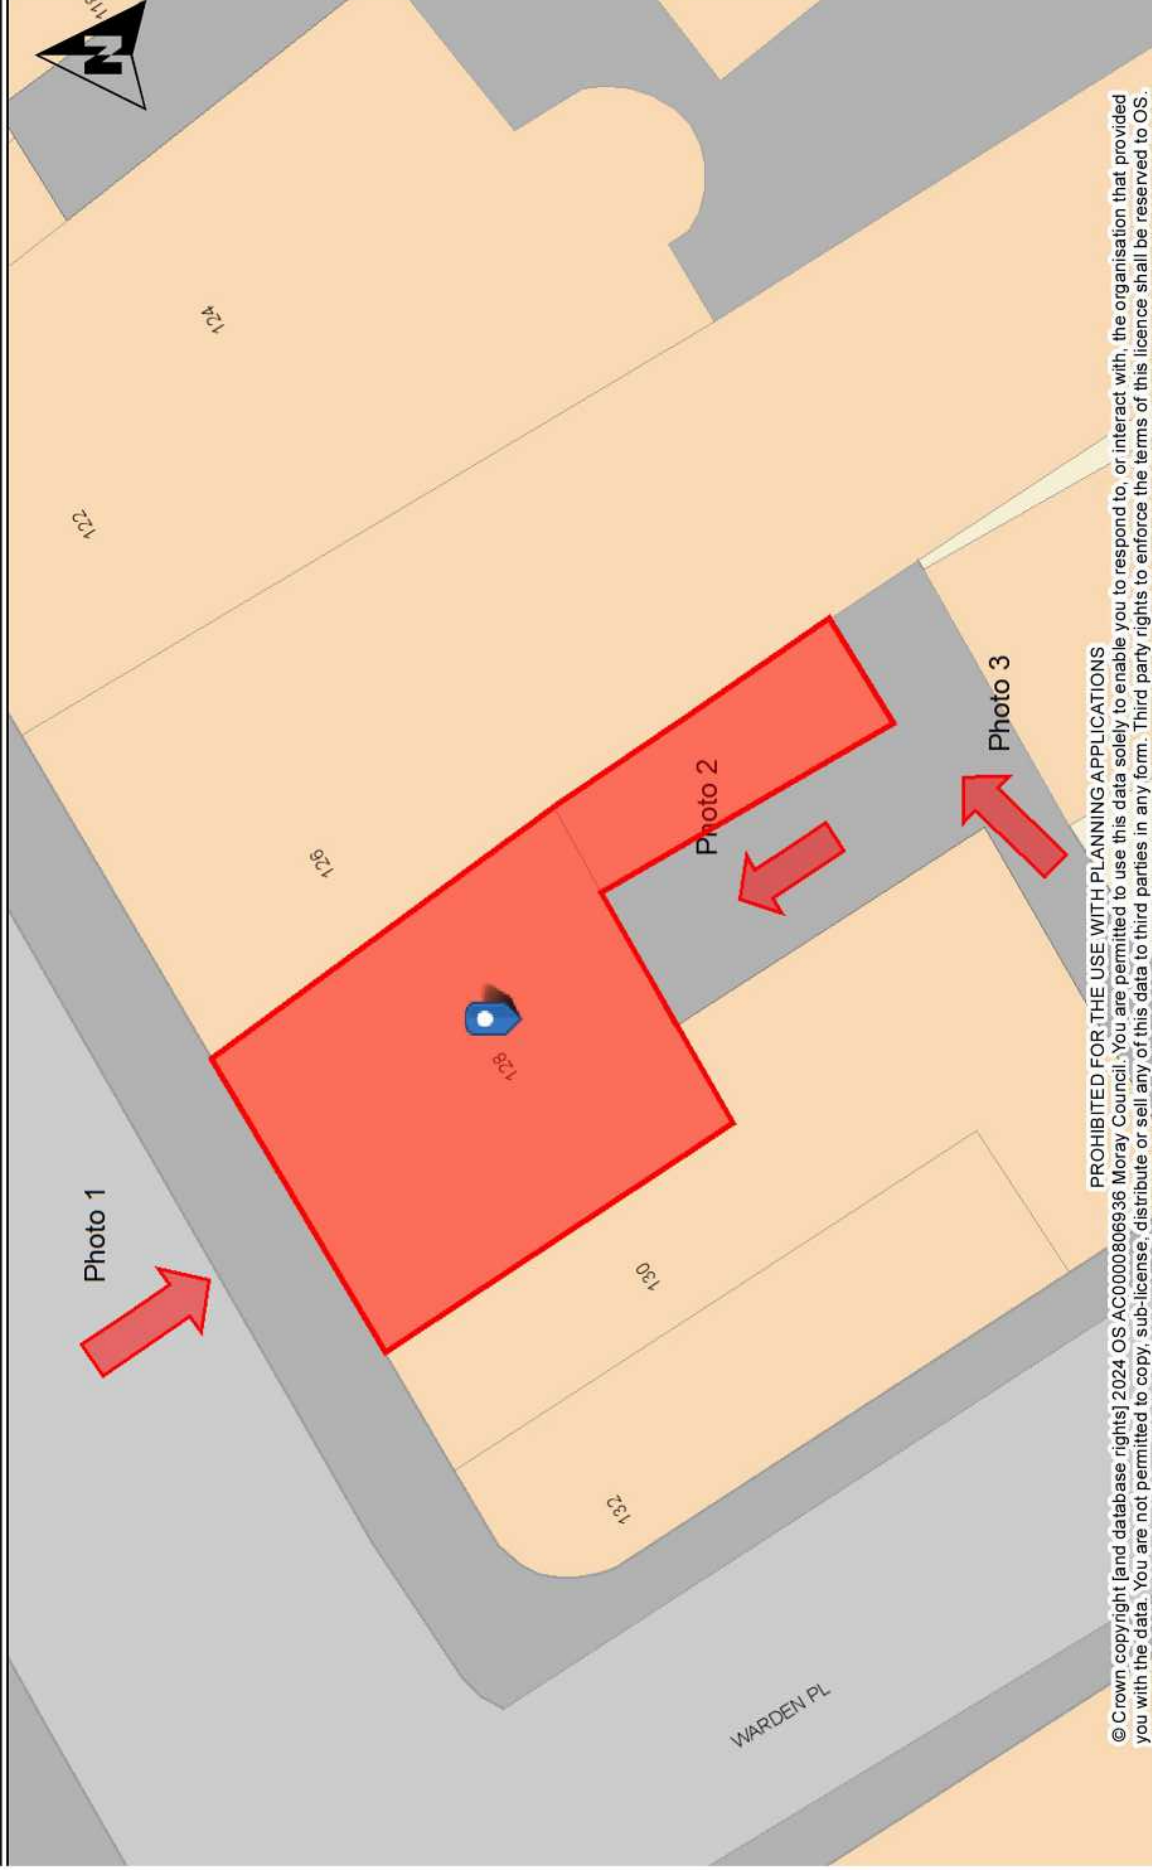 N
118
122
124
126
128
130
132
WARDEN PL
Photo 1
Photo 2
Photo 3
PROHIBITED FOR THE USE WITH PLANNING APPLICATIONS
© Crown copyright [and database rights] 2024 OS AC0000806936 Moray Council. You are permitted to use this data solely to enable you to respond to, or interact with, the organisation that provided
you with the data. You are not permitted to copy, sub-license, distribute or sell any of this data to third parties in any form. Third party rights to enforce the terms of this licence shall be reserved to OS.